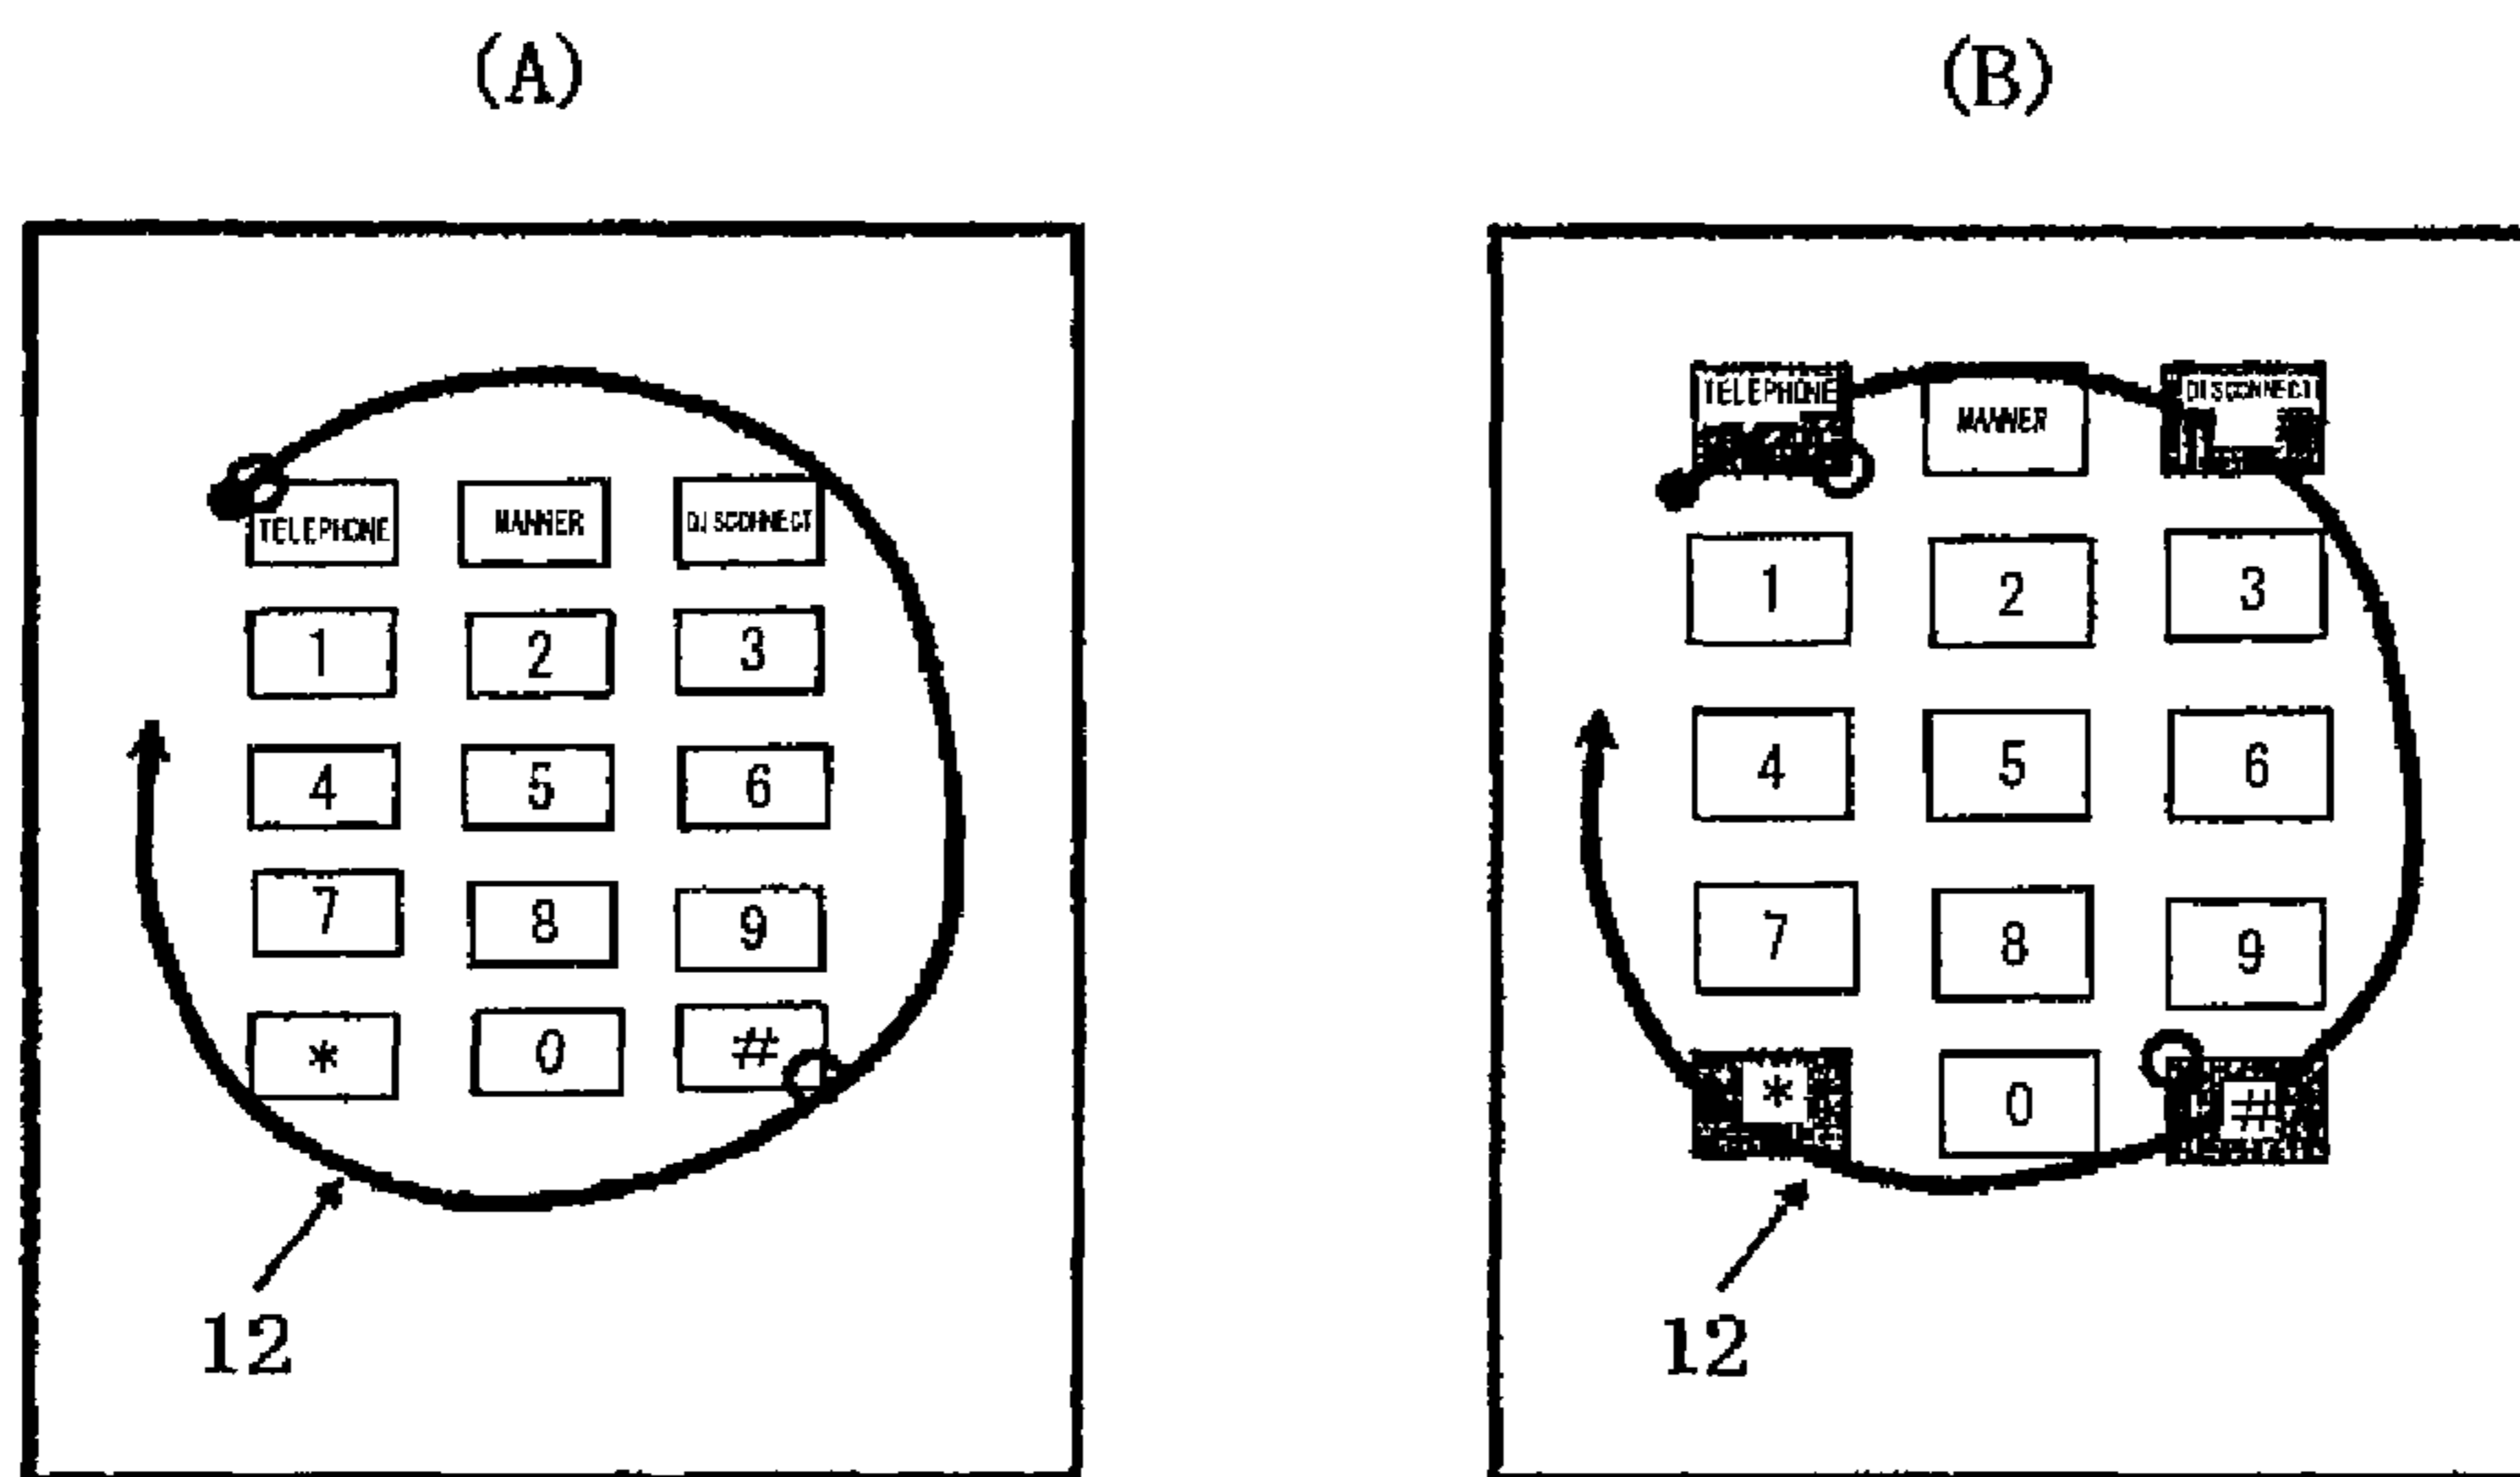 (A)
TELEPHONE MANNER DISCONNECT
1 2 3
4 5 6
7 8 9
* 0 #
12
(B)
TELEPHONE MANNER DISCONNECT
1 2 3
4 5 6
7 8 9
* 0 #
12